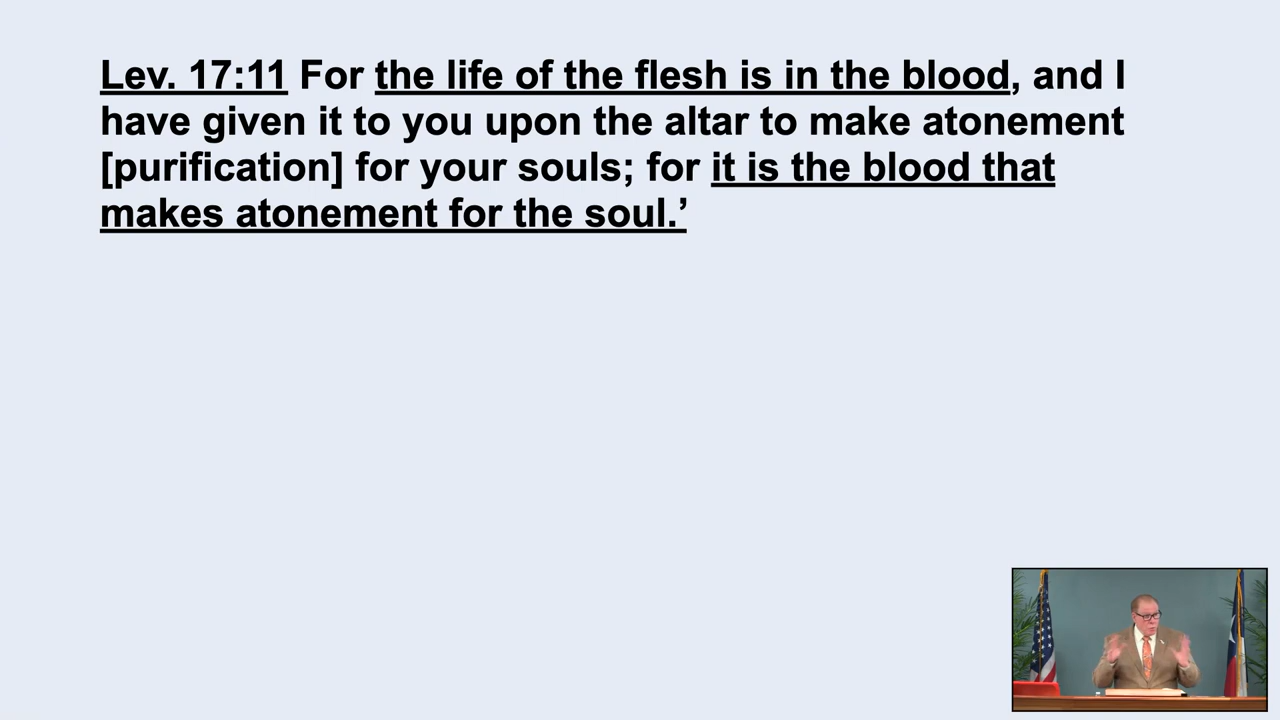 Lev. 17:11 For the life of the flesh is in the blood, and I
have given it to you upon the altar to make atonement
[purification] for your souls; for it is the blood that
makes atonement for the soul.’